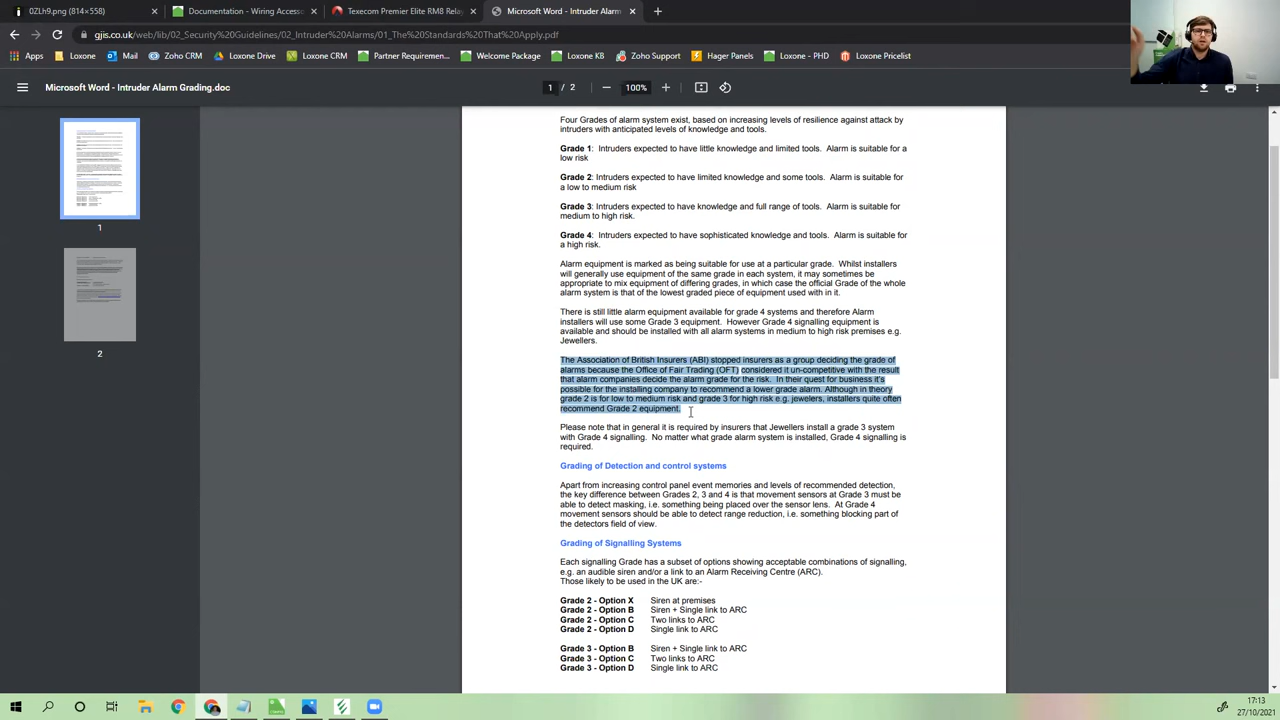 0ZLh9.png (814×558)
Documentation - Wiring Accesso
Texecom Premier Elite RM8 Relay
Microsoft Word - Intruder Alarm
gjis.co.uk/web/lib/02_Security%20Guidelines/02_Intruder%20Alarms/01_The%20Standards%20That%20Apply.pdf
Apps
Loxone
Mail
Zoho CRM
Loxone Drive
Loxone CRM
Partner Requiremen...
Welcome Package
Loxone KB
Zoho Support
Hager Panels
Loxone - PHD
Loxone Pricelist
Microsoft Word - Intruder Alarm Grading.doc
1 / 2
100%
1
2
Four Grades of alarm system exist, based on increasing levels of resilience against attack by
intruders with anticipated levels of knowledge and tools.
Grade 1: Intruders expected to have little knowledge and limited tools. Alarm is suitable for a
low risk
Grade 2: Intruders expected to have limited knowledge and some tools. Alarm is suitable for
a low to medium risk
Grade 3: Intruders expected to have knowledge and full range of tools. Alarm is suitable for
medium to high risk.
Grade 4: Intruders expected to have sophisticated knowledge and tools. Alarm is suitable for
a high risk.
Alarm equipment is marked as being suitable for use at a particular grade. Whilst installers
will generally use equipment of the same grade in each system, it may sometimes be
appropriate to mix equipment of differing grades, in which case the official Grade of the whole
alarm system is that of the lowest graded piece of equipment used with in it.
There is still little alarm equipment available for grade 4 systems and therefore Alarm
installers will use some Grade 3 equipment. However Grade 4 signalling equipment is
available and should be installed with all alarm systems in medium to high risk premises e.g.
Jewellers.
The Association of British Insurers (ABI) stopped insurers as a group deciding the grade of
alarms because the Office of Fair Trading (OFT) considered it un-competitive with the result
that alarm companies decide the alarm grade for the risk. In their quest for business it's
possible for the installing company to recommend a lower grade alarm. Although in theory
grade 2 is for low to medium risk and grade 3 for high risk e.g. jewelers, installers quite often
recommend Grade 2 equipment.
Please note that in general it is required by insurers that Jewellers install a grade 3 system
with Grade 4 signalling. No matter what grade alarm system is installed, Grade 4 signalling is
required.
Grading of Detection and control systems
Apart from increasing control panel event memories and levels of recommended detection,
the key difference between Grades 2, 3 and 4 is that movement sensors at Grade 3 must be
able to detect masking, i.e. something being placed over the sensor lens. At Grade 4
movement sensors should be able to detect range reduction, i.e. something blocking part of
the detectors field of view.
Grading of Signalling Systems
Each signalling Grade has a subset of options showing acceptable combinations of signalling,
e.g. an audible siren and/or a link to an Alarm Receiving Centre (ARC).
Those likely to be used in the UK are:-
Grade 2 - Option X Siren at premises
Grade 2 - Option B Siren + Single link to ARC
Grade 2 - Option C Two links to ARC
Grade 2 - Option D Single link to ARC
Grade 3 - Option B Siren + Single link to ARC
Grade 3 - Option C Two links to ARC
Grade 3 - Option D Single link to ARC
17:13
27/10/2021